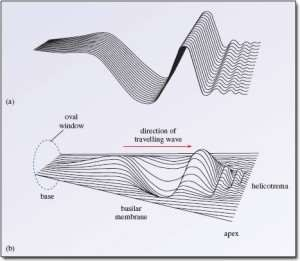 (a)
oval
window
direction of
travelling wave
base
basilar
membrane
helicotrema
apex
(b)